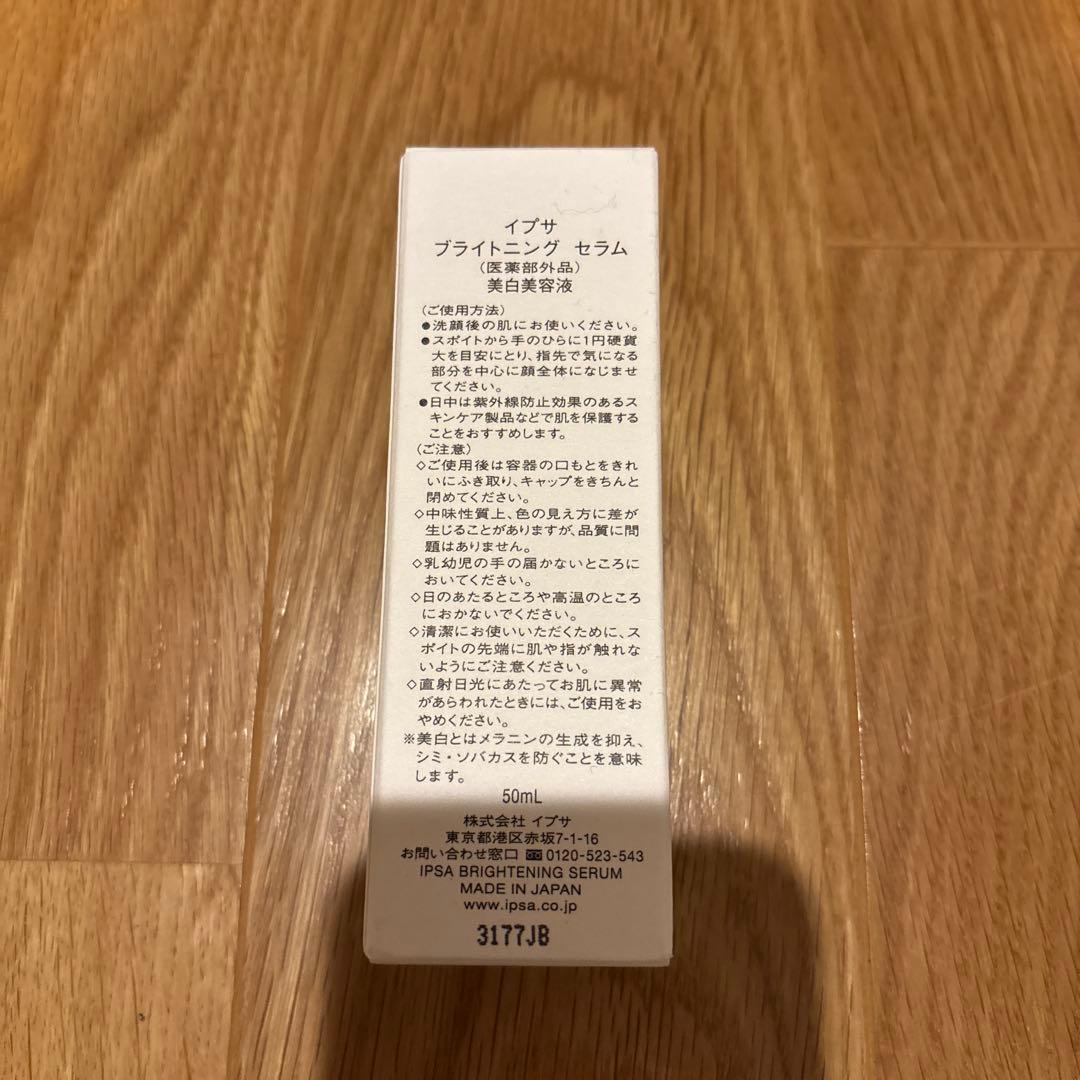 イプサ
ブライトニング セラム
(医薬部外品)
美白美容液
(ご使用方法)
●洗顔後の肌にお使いください。
●スポイトから手のひらに1円硬貨
大を目安にとり、指先で気になる
部分を中心に顔全体になじませ
てください。
●日中は紫外線防止効果のあるス
キンケア製品などで肌を保護する
ことをおすすめします。
(ご注意)
◇ご使用後は容器の口もとをきれ
いにふき取り、キャップをきちんと
閉めてください。
◇中味性質上、色の見え方に差が
生じることがありますが、品質に問
題はありません。
◇乳幼児の手の届かないところに
おいてください。
◇日のあたるところや高温のところ
におかないでください。
◇清潔にお使いいただくために、ス
ポイトの先端に肌や指が触れな
いようにご注意ください。
◇直射日光にあたってお肌に異常
があらわれたときには、ご使用をお
やめください。
※美白とはメラニンの生成を抑え、
シミ・ソバカスを防ぐことを意味
します。
50mL
株式会社 イプサ
東京都港区赤坂7-1-16
お問い合わせ窓口 0120-523-543
IPSA BRIGHTENING SERUM
MADE IN JAPAN
www.ipsa.co.jp
3177JB